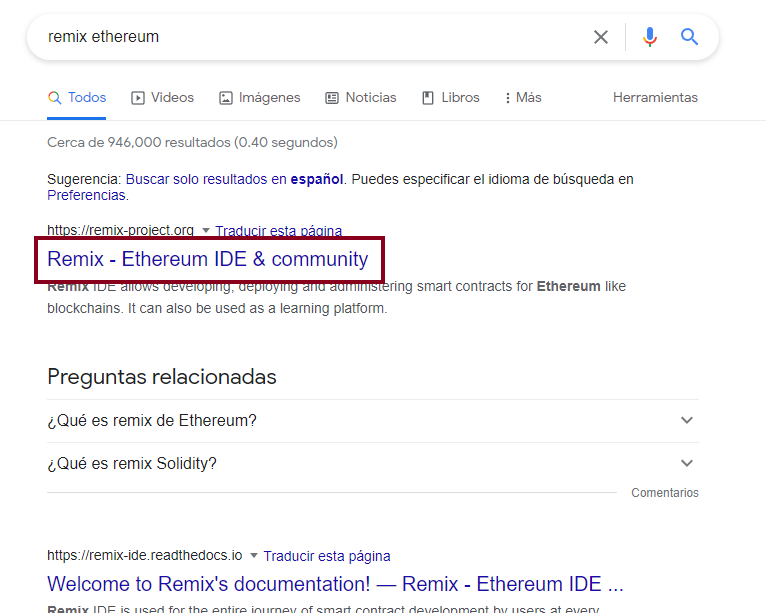 remix ethereum
Todos Videos Imágenes Noticias Libros Más Herramientas
Cerca de 946,000 resultados (0.40 segundos)
Sugerencia: Buscar solo resultados en español. Puedes especificar el idioma de búsqueda en
Preferencias.
https://remix-project.org Traducir esta página
Remix - Ethereum IDE & community
Remix IDE allows developing, deploying and administering smart contracts for Ethereum like
blockchains. It can also be used as a learning platform.
Preguntas relacionadas
¿Qué es remix de Ethereum?
¿Qué es remix Solidity?
Comentarios
https://remix-ide.readthedocs.io Traducir esta página
Welcome to Remix's documentation! — Remix - Ethereum IDE ...
Remix IDE is used for the entire journey of smart contract development by users at every